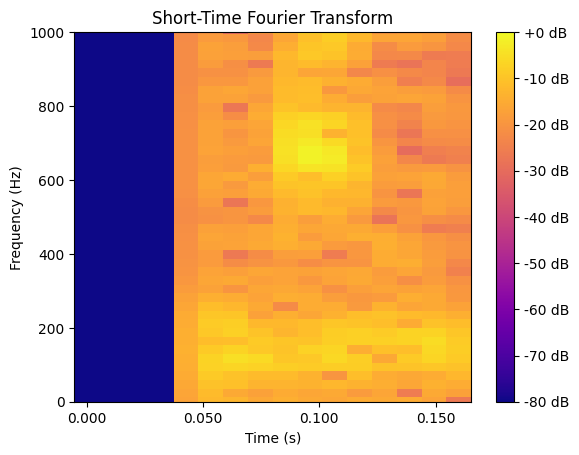 Short-Time Fourier Transform
1000
800
600
400
200
0
Frequency (Hz)
0.000
0.050
0.100
0.150
Time (s)
+0 dB
-10 dB
-20 dB
-30 dB
-40 dB
-50 dB
-60 dB
-70 dB
-80 dB